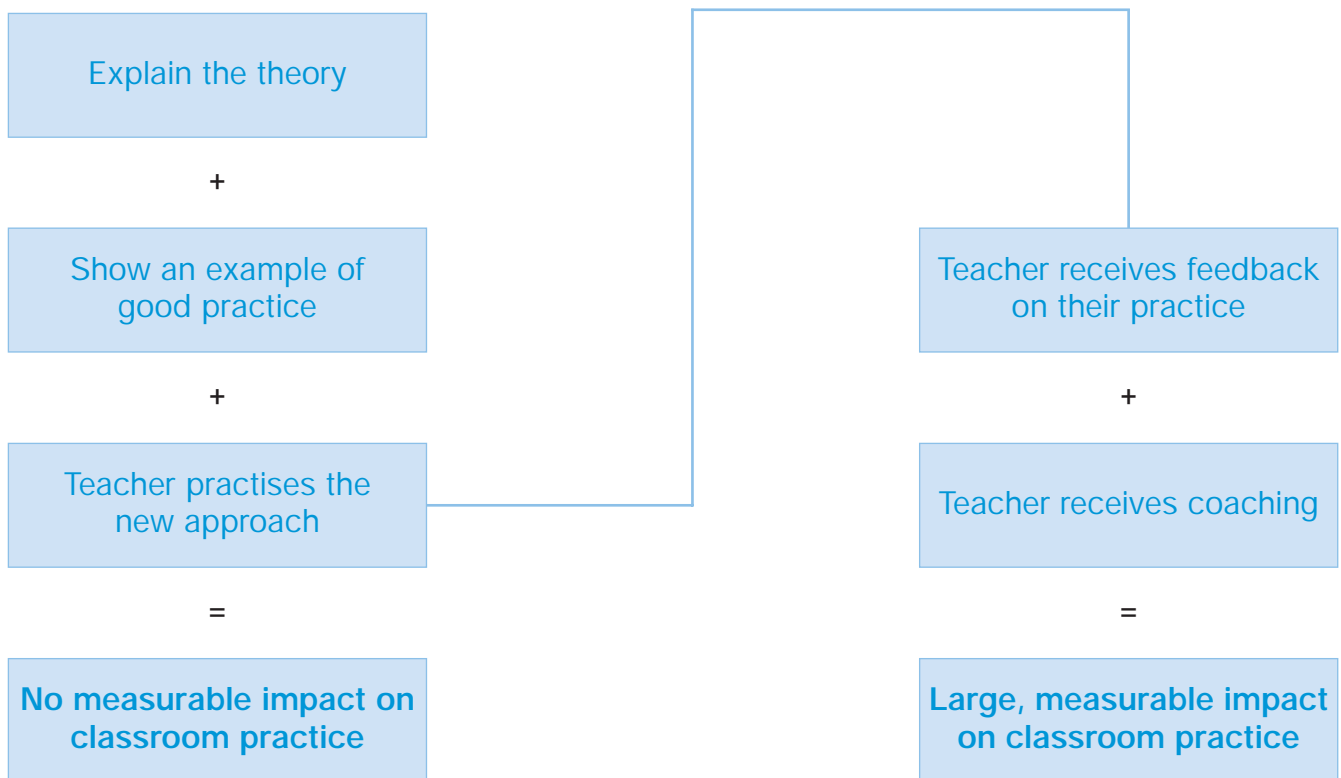 Explain the theory
+
Show an example of
good practice
+
Teacher practises the
new approach
=
No measurable impact on
classroom practice
Teacher receives feedback
on their practice
+
Teacher receives coaching
=
Large, measurable impact
on classroom practice